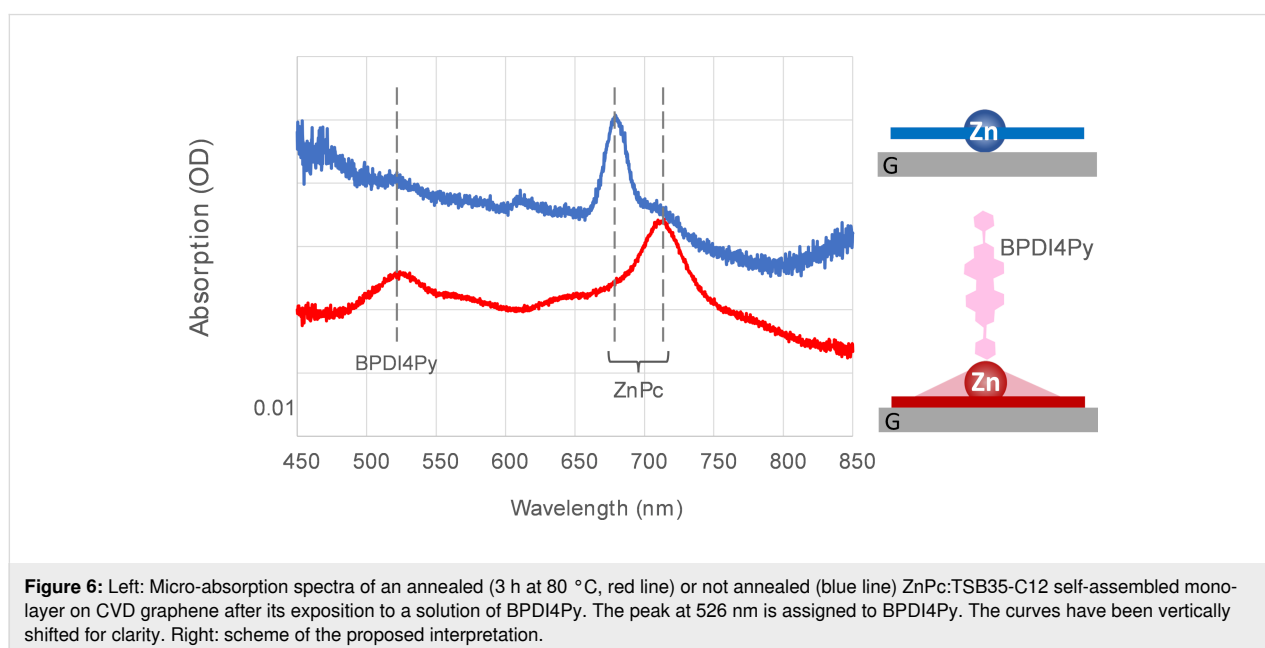 Absorption (OD)
0.01
450 500 550 600 650 700 750 800 850
Wavelength (nm)
BPDI4Py
ZnPc
Zn
G
BPDI4Py
Zn
G
Figure 6: Left: Micro-absorption spectra of an annealed (3 h at 80 °C, red line) or not annealed (blue line) ZnPc:TSB35-C12 self-assembled mono-
layer on CVD graphene after its exposition to a solution of BPDI4Py. The peak at 526 nm is assigned to BPDI4Py. The curves have been vertically
shifted for clarity. Right: scheme of the proposed interpretation.